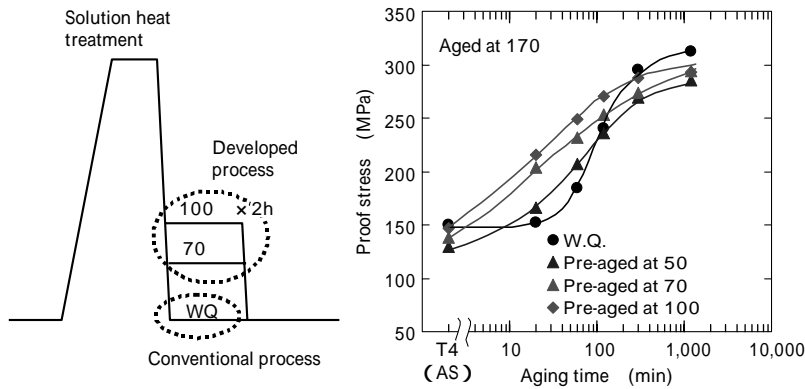 Solution heat
treatment
Developed
process
100 ×2h
70
WQ
Conventional process
350
300
250
200
150
100
50
Proof stress (MPa)
Aged at 170
W.Q.
Pre-aged at 50
Pre-aged at 70
Pre-aged at 100
T4
(AS)
10 100 1,000 10,000
Aging time (min)